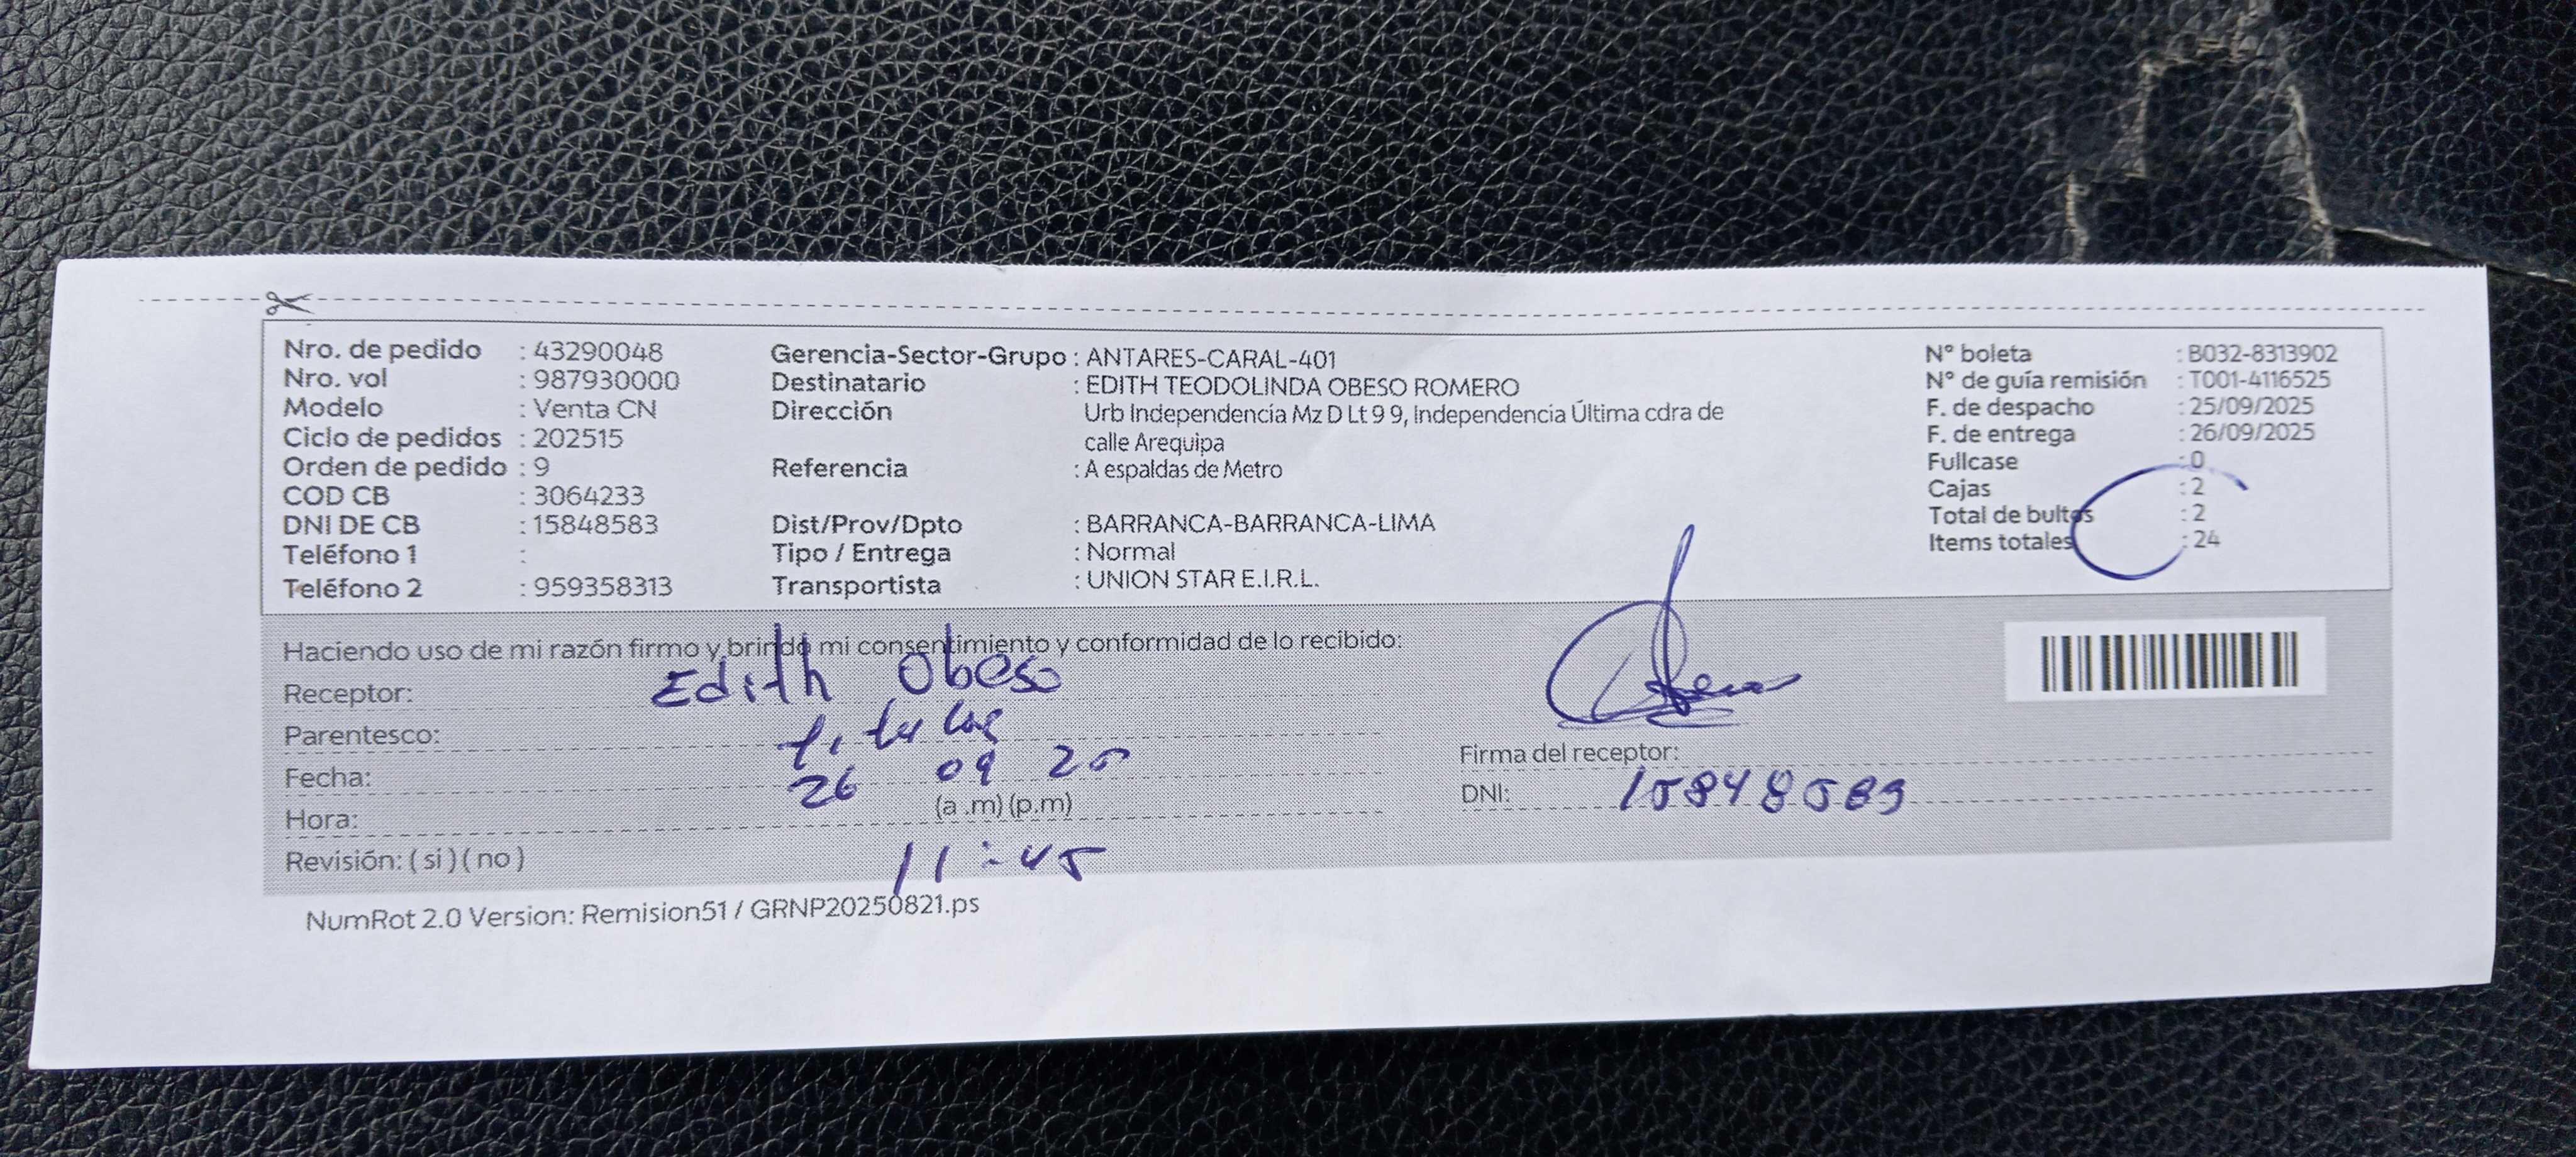 Nro. de pedido : 43290048
Nro. vol : 987930000
Modelo : Venta CN
Ciclo de pedidos : 202515
Orden de pedido : 9
COD CB : 3064233
DNI DE CB : 15848583
Teléfono 1 :
Teléfono 2 : 959358313
Gerencia-Sector-Grupo : ANTARES-CARAL-401
Destinatario : EDITH TEODOLINDA OBESO ROMERO
Dirección Urb Independencia Mz D Lt 9 9, Independencia Última cdra de
calle Arequipa
Referencia : A espaldas de Metro
Dist/Prov/Dpto : BARRANCA-BARRANCA-LIMA
Tipo / Entrega : Normal
Transportista : UNION STAR E.I.R.L.
N° boleta : B032-8313902
N° de guía remisión : T001-4116525
F. de despacho : 25/09/2025
F. de entrega : 26/09/2025
Fullcase : 0
Cajas : 2
Total de bultos : 2
Items totales : 24
Haciendo uso de mi razón firmo y brindo mi consentimiento y conformidad de lo recibido:
Receptor: Edith Obeso
Parentesco: titular
Fecha: 26 09 25
Hora: (a .m) (p.m)
11:45
Revisión: ( si ) ( no )
Firma del receptor:
DNI: 15848583
NumRot 2.0 Version: Remision51 / GRNP20250821.ps